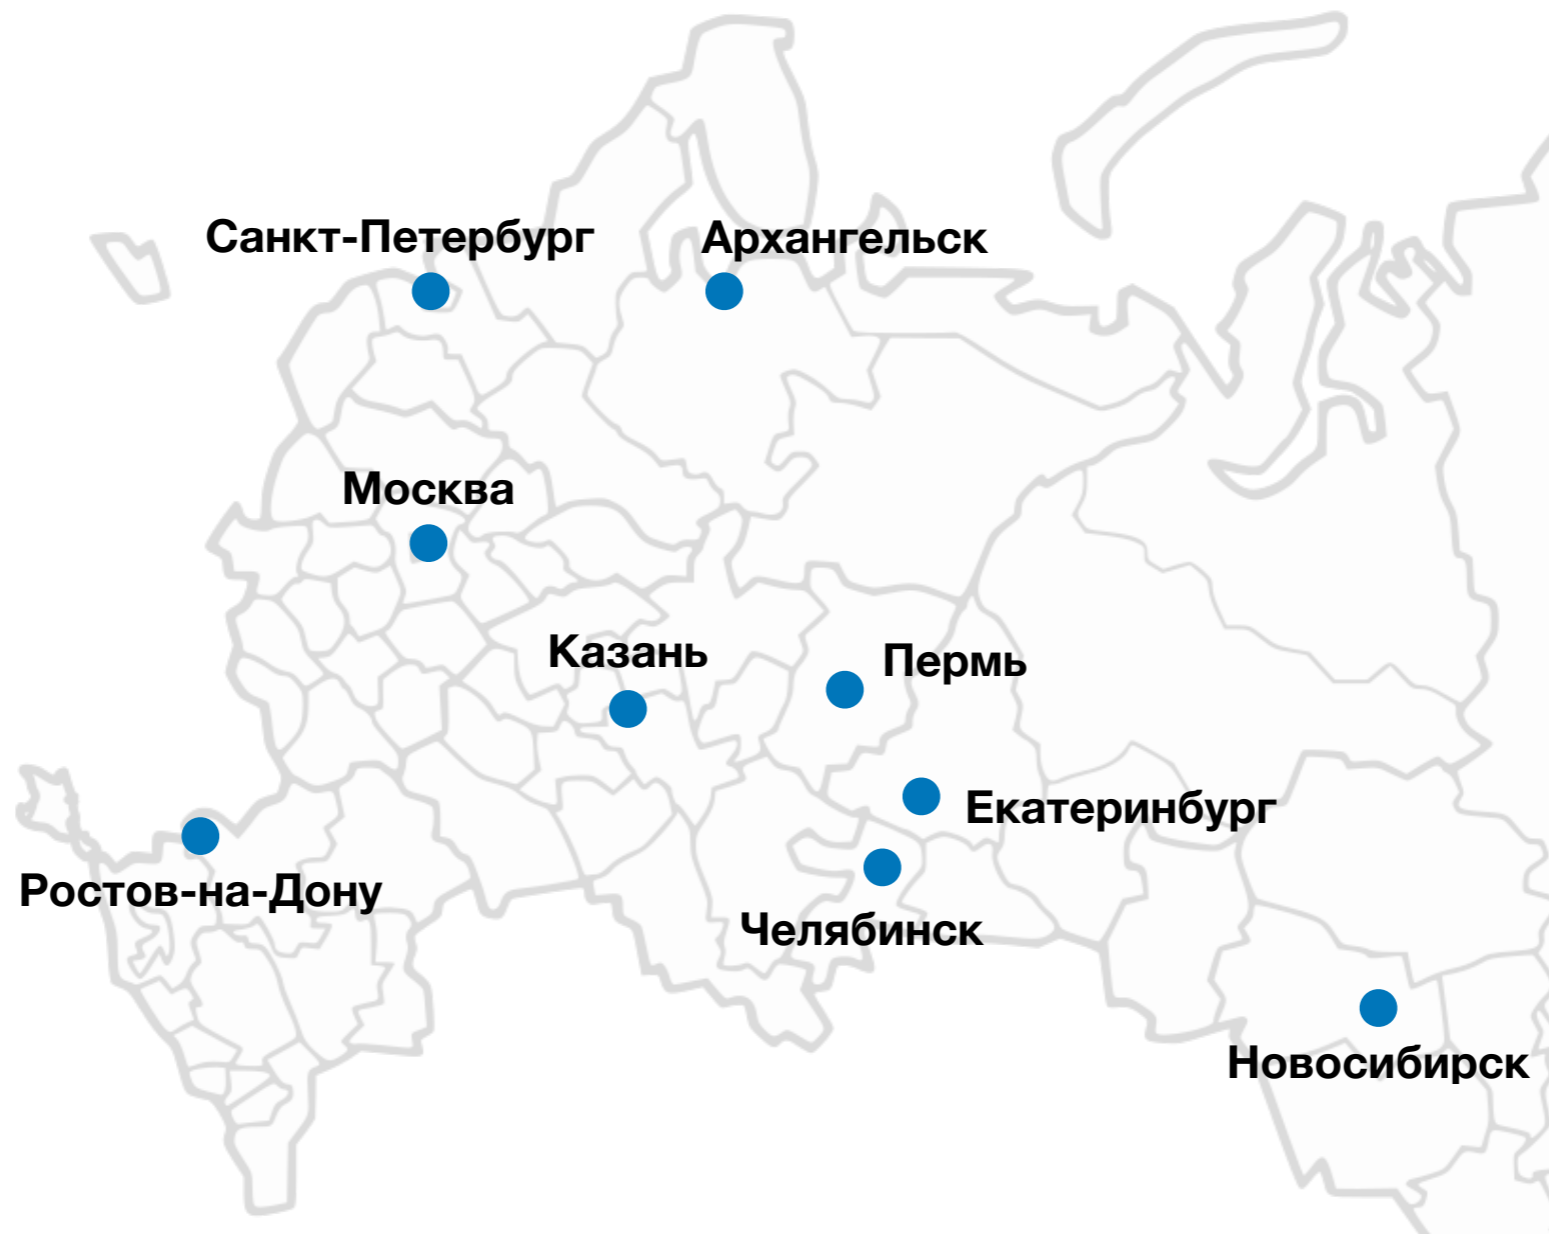 Санкт-Петербург
Архангельск
Москва
Казань
Пермь
Екатеринбург
Ростов-на-Дону
Челябинск
Новосибирск